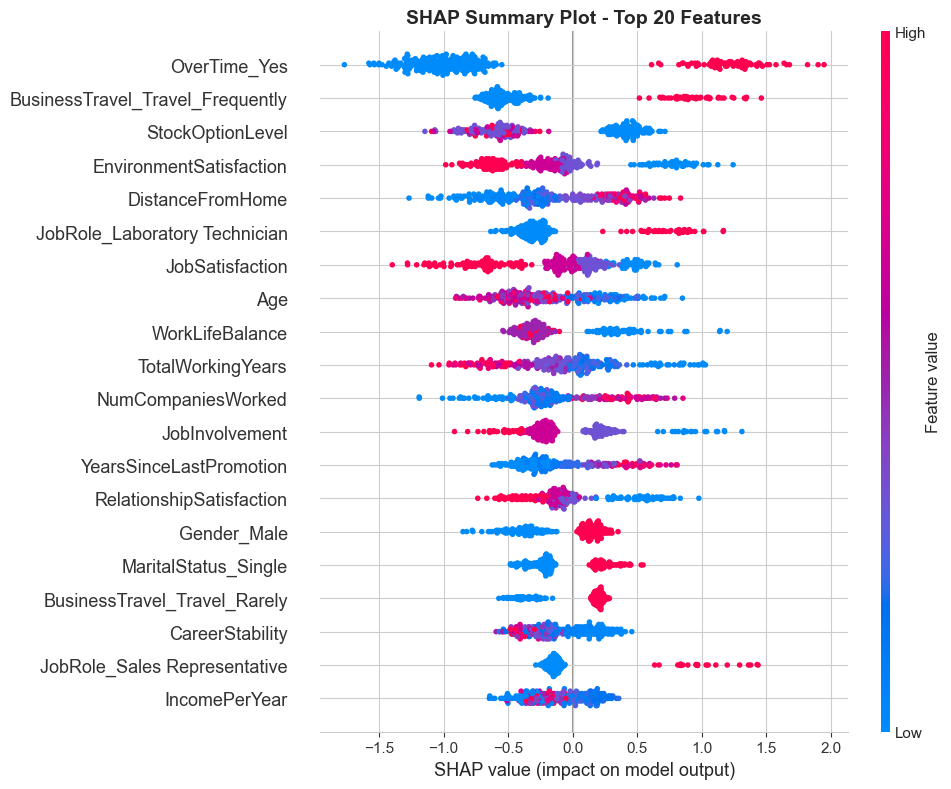 SHAP Summary Plot - Top 20 Features
High
OverTime_Yes
BusinessTravel_Travel_Frequently
StockOptionLevel
EnvironmentSatisfaction
DistanceFromHome
JobRole_Laboratory Technician
JobSatisfaction
Age
WorkLifeBalance
TotalWorkingYears
NumCompaniesWorked
JobInvolvement
YearsSinceLastPromotion
RelationshipSatisfaction
Gender_Male
MaritalStatus_Single
BusinessTravel_Travel_Rarely
CareerStability
JobRole_Sales Representative
IncomePerYear
Feature value
Low
−1.5 −1.0 −0.5 0.0 0.5 1.0 1.5 2.0
SHAP value (impact on model output)